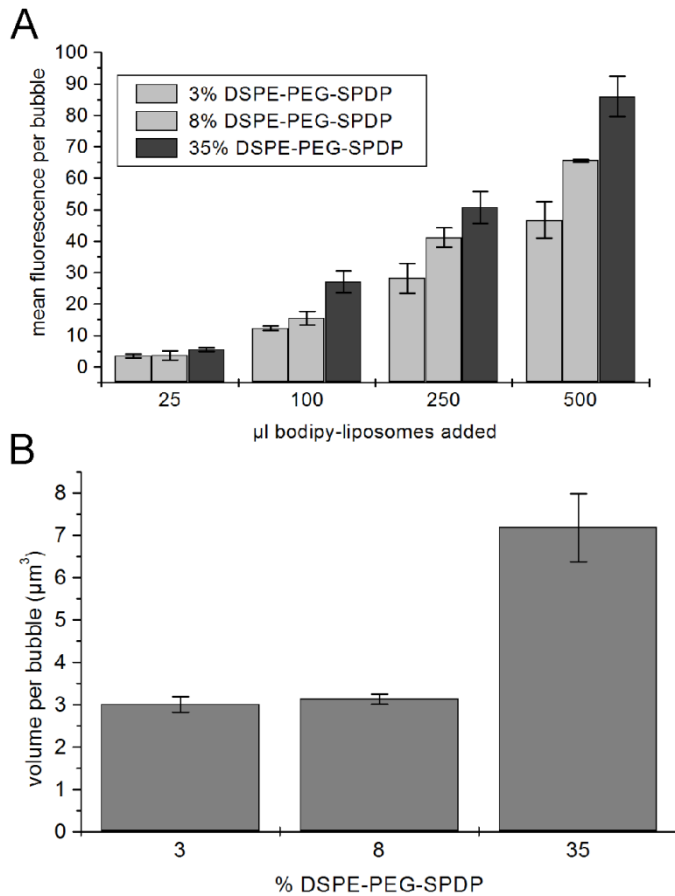 A
100
90
80
70
60
50
40
30
20
10
0
mean fluorescence per bubble
3% DSPE-PEG-SPDP
8% DSPE-PEG-SPDP
35% DSPE-PEG-SPDP
25 100 250 500
µl bodipy-liposomes added
B
8
7
6
5
4
3
2
1
0
volume per bubble (µm³)
3 8 35
% DSPE-PEG-SPDP